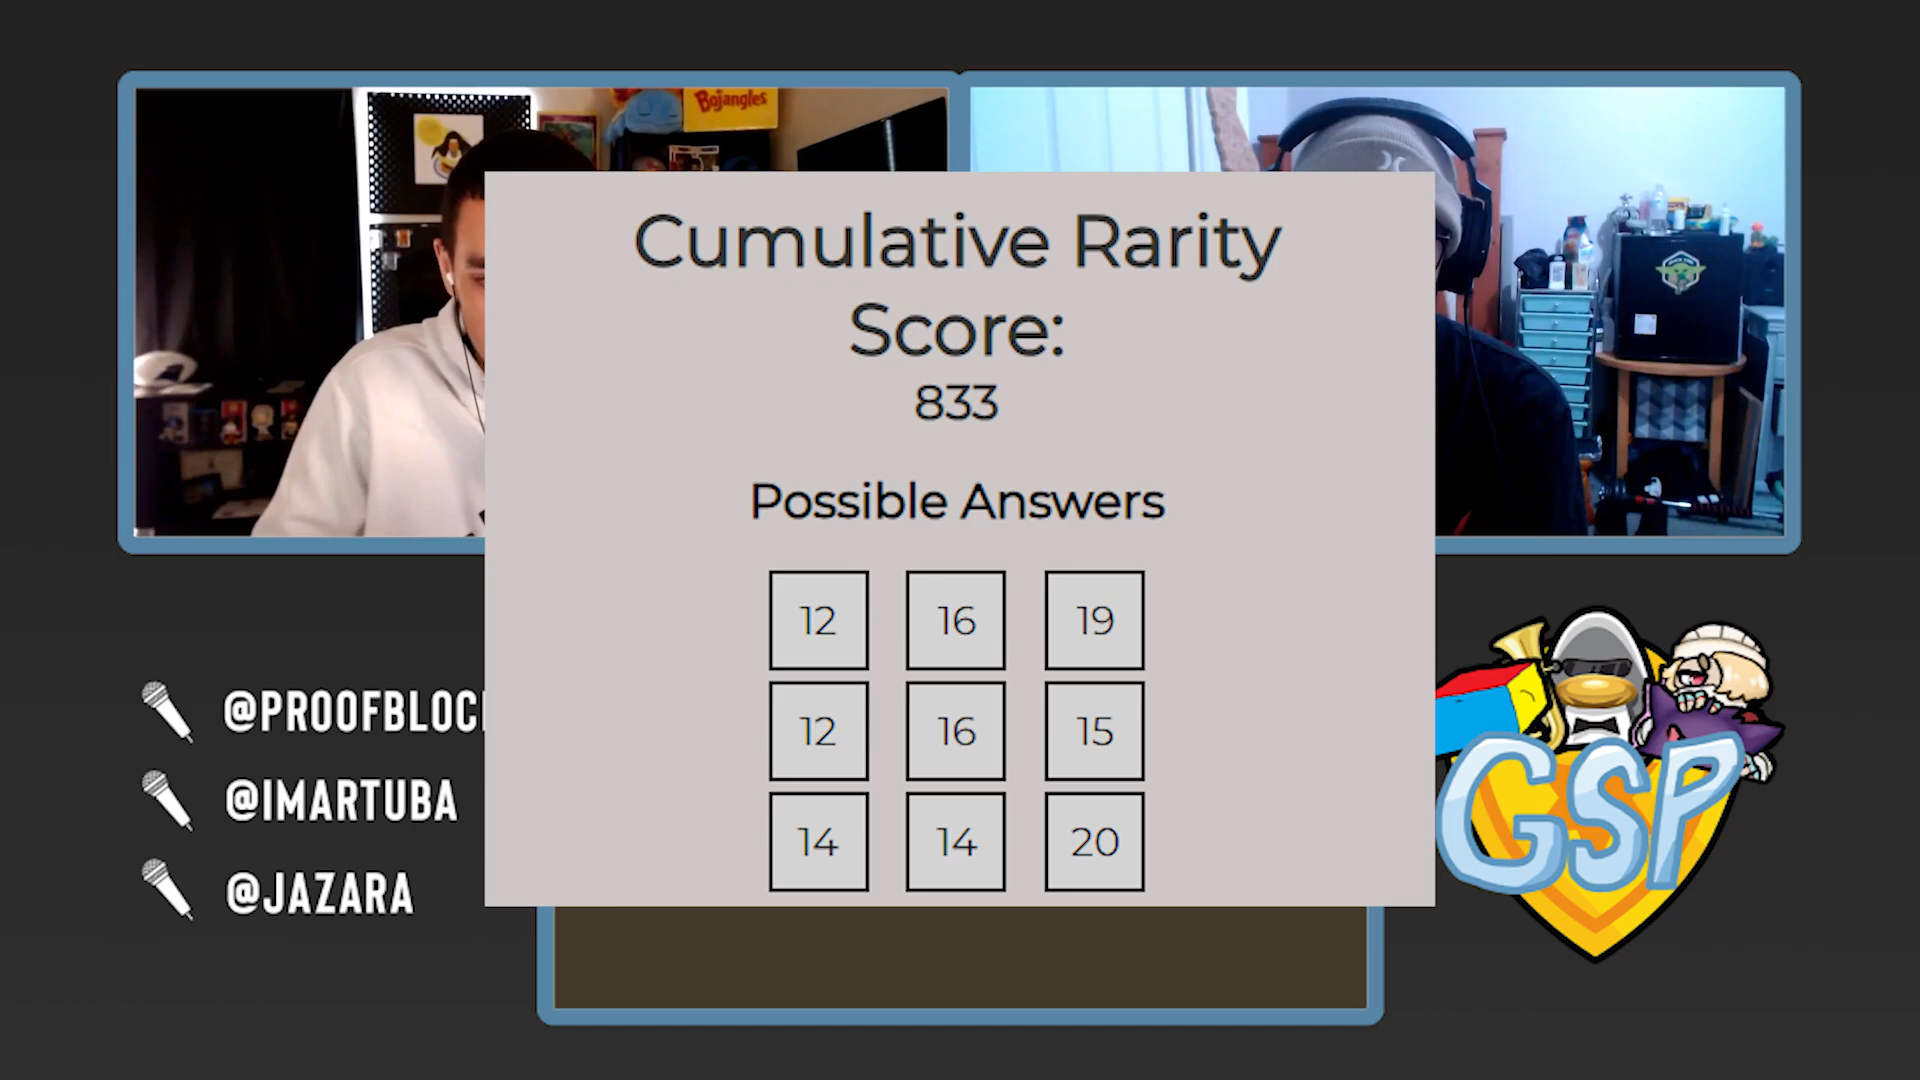 Bojangles
Cumulative Rarity
Score:
833
Possible Answers
12 16 19
12 16 15
14 14 20
@PROOFBLOC
@IMARTUBA
@JAZARA
GSP